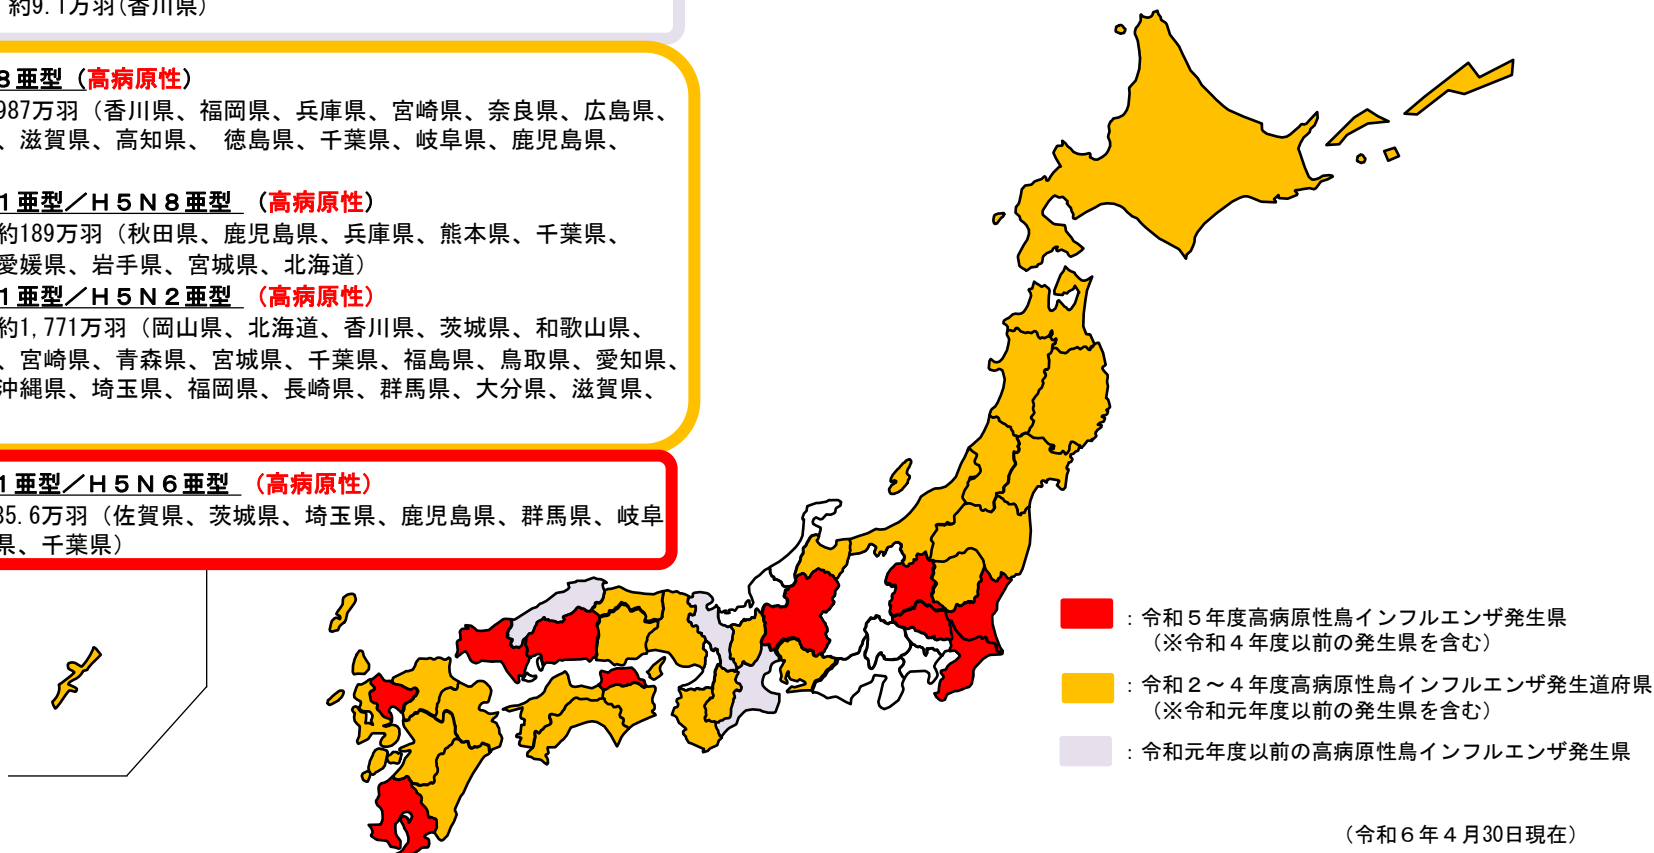 約9.1万羽(香川県)
８亜型（高病原性）
987万羽（香川県、福岡県、兵庫県、宮崎県、奈良県、広島県、
、滋賀県、高知県、 徳島県、千葉県、岐阜県、鹿児島県、
１亜型／Ｈ５Ｎ８亜型 （高病原性）
約189万羽（秋田県、鹿児島県、兵庫県、熊本県、千葉県、
愛媛県、岩手県、宮城県、北海道）
１亜型／Ｈ５Ｎ２亜型 （高病原性）
約1,771万羽（岡山県、北海道、香川県、茨城県、和歌山県、
、宮崎県、青森県、宮城県、千葉県、福島県、鳥取県、愛知県、
沖縄県、埼玉県、福岡県、長崎県、群馬県、大分県、滋賀県、
１亜型／Ｈ５Ｎ６亜型 （高病原性）
85.6万羽（佐賀県、茨城県、埼玉県、鹿児島県、群馬県、岐阜
県、千葉県）
：令和５年度高病原性鳥インフルエンザ発生県
（※令和４年度以前の発生県を含む）
：令和２～４年度高病原性鳥インフルエンザ発生道府県
（※令和元年度以前の発生県を含む）
：令和元年度以前の高病原性鳥インフルエンザ発生県
（令和６年４月30日現在）